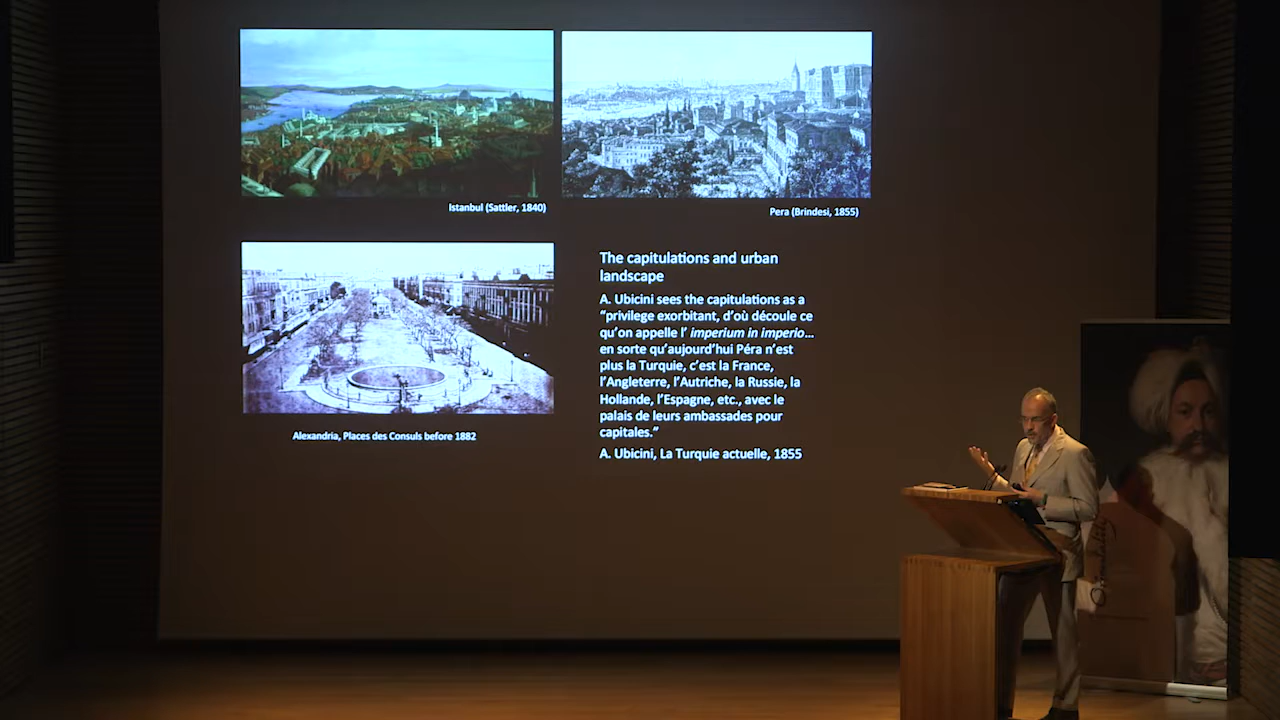 Istanbul (Sattler, 1840)
Pera (Brindesi, 1855)
Alexandria, Places des Consuls before 1882
The capitulations and urban
landscape
A. Ubicini sees the capitulations as a
“privilege exorbitant, d’où découle ce
qu’on appelle l’ imperium in imperio…
en sorte qu’aujourd’hui Péra n’est
plus la Turquie, c’est la France,
l’Angleterre, l’Autriche, la Russie, la
Hollande, l’Espagne, etc., avec le
palais de leurs ambassades pour
capitales.”
A. Ubicini, La Turquie actuelle, 1855